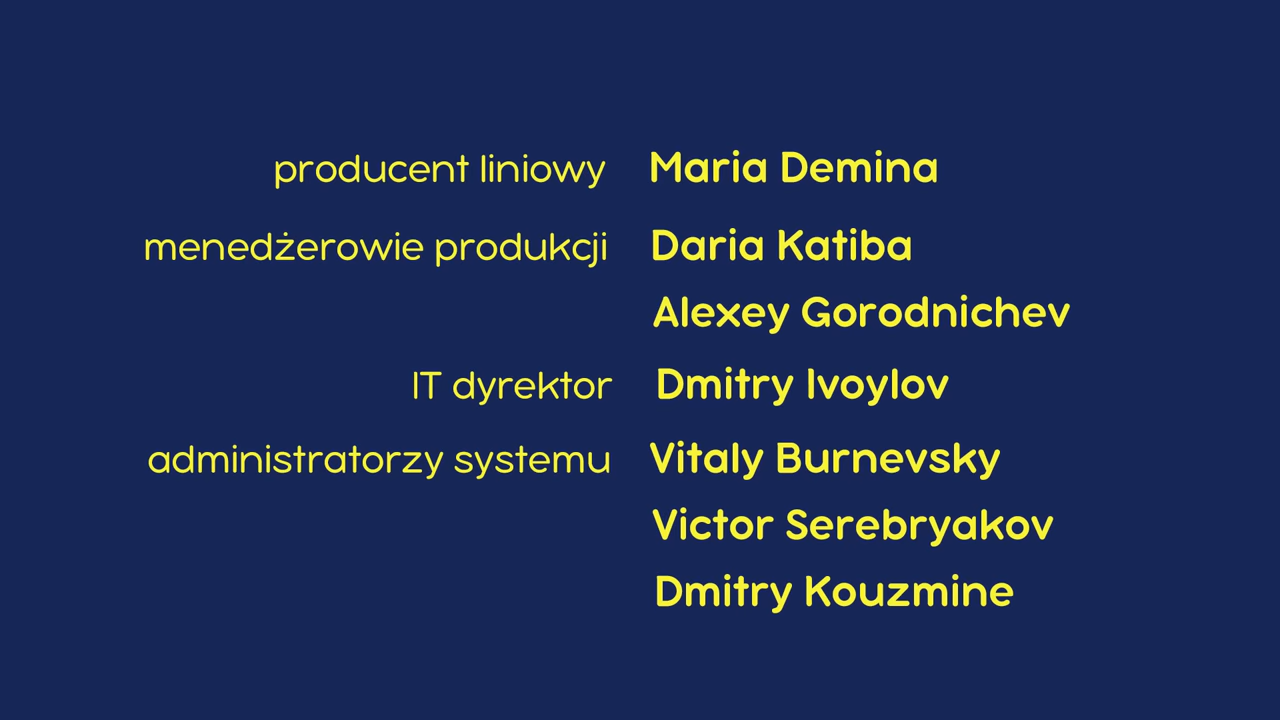 producent liniowy Maria Demina
menedżerowie produkcji Daria Katiba
Alexey Gorodnichev
IT dyrektor Dmitry Ivoylov
administratorzy systemu Vitaly Burnevsky
Victor Serebryakov
Dmitry Kouzmine